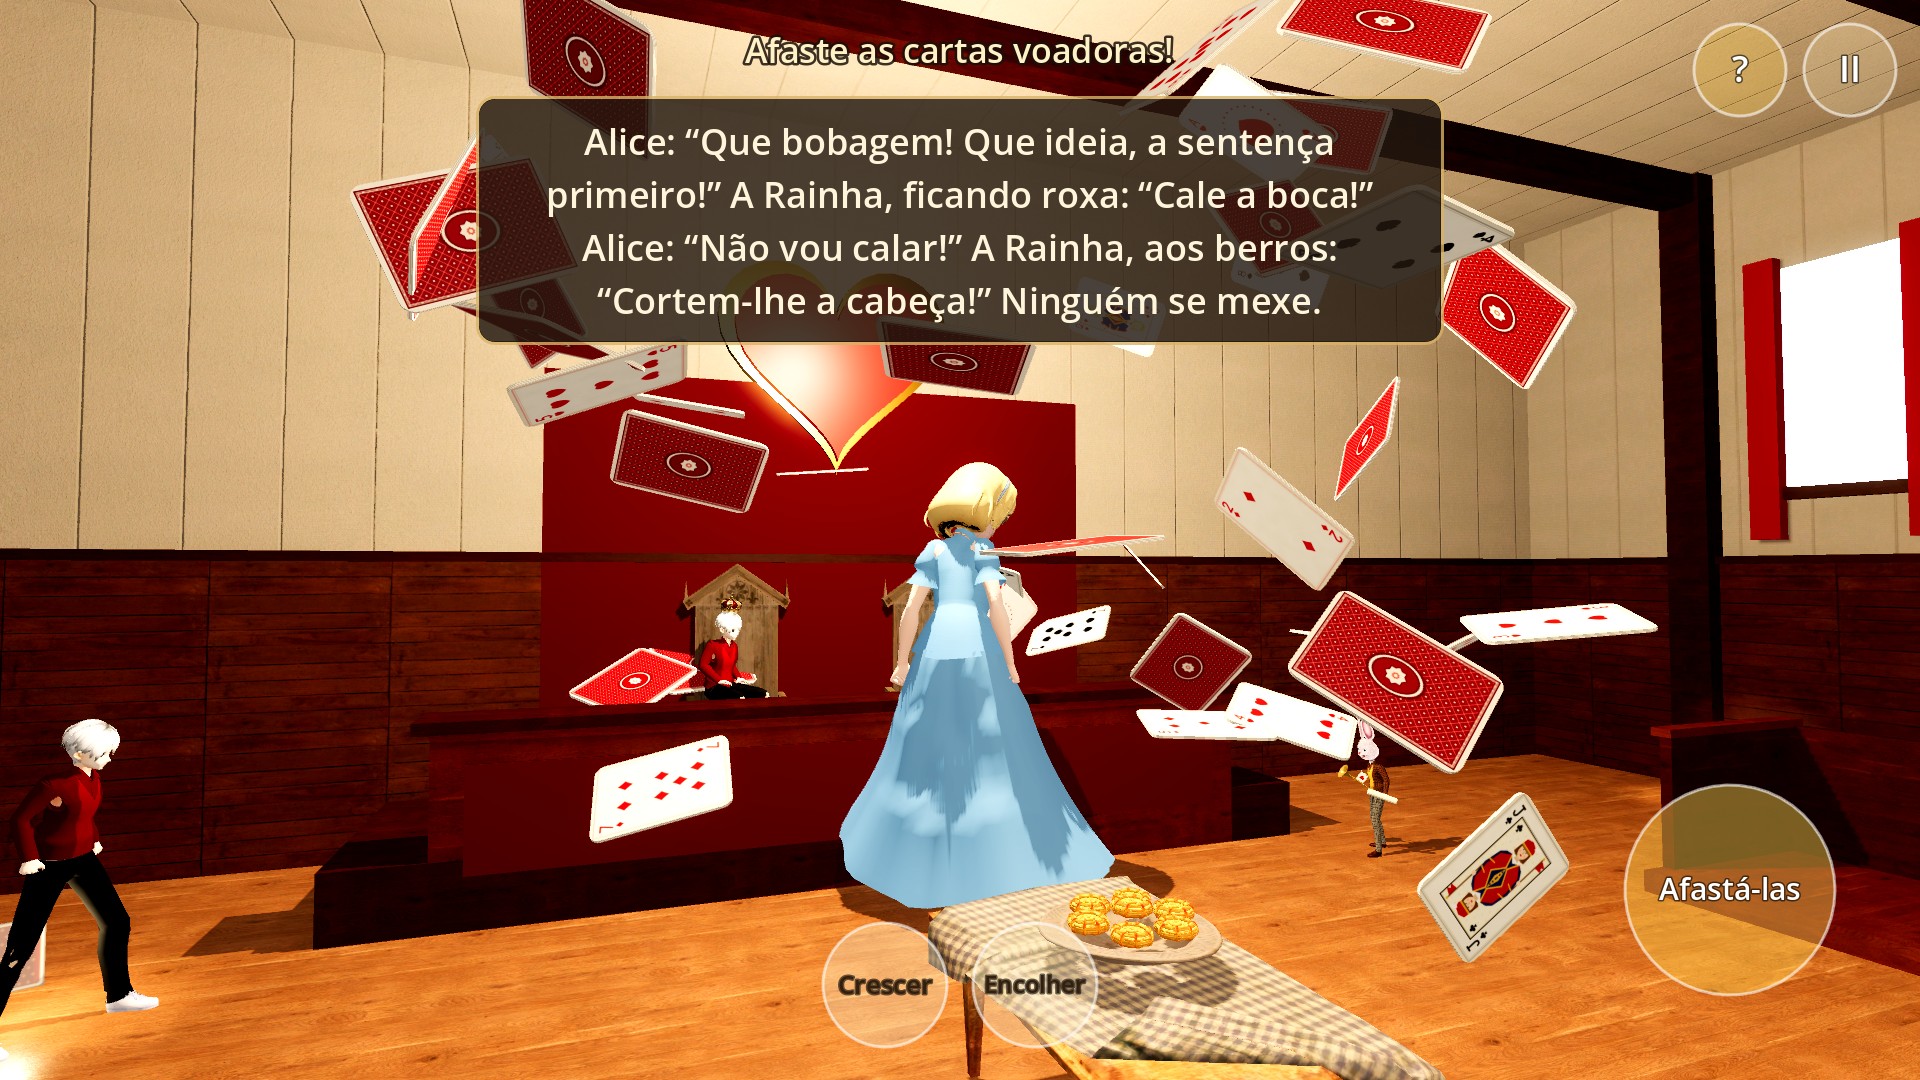 Afaste as cartas voadoras!
?
Alice: “Que bobagem! Que ideia, a sentença
primeiro!” A Rainha, ficando roxa: “Cale a boca!”
Alice: “Não vou calar!” A Rainha, aos berros:
“Cortem-lhe a cabeça!” Ninguém se mexe.
Afastá-las
Crescer
Encolher